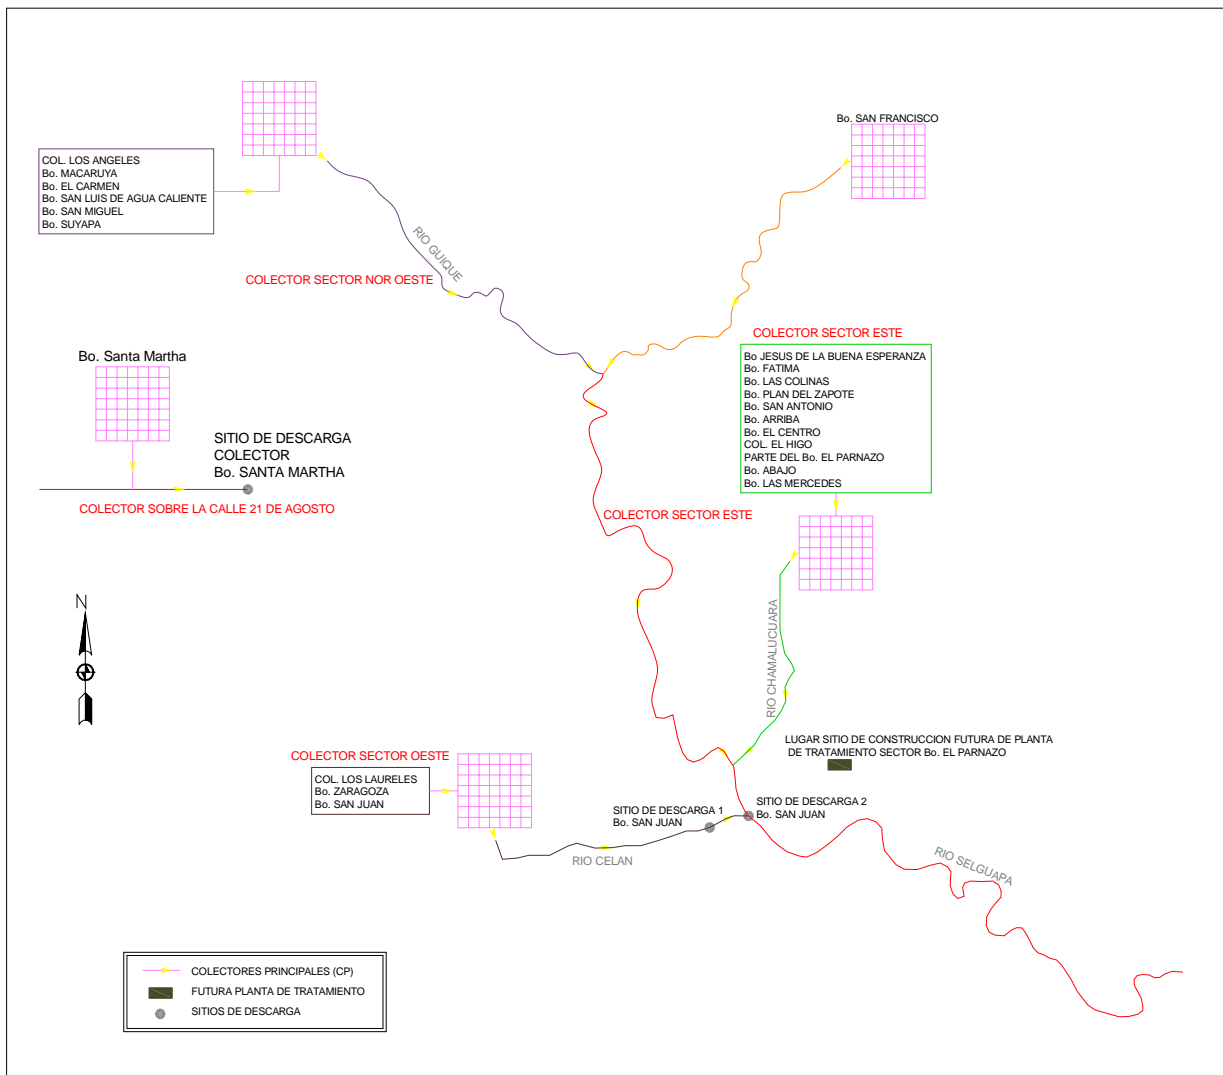 Bo. SAN FRANCISCO
COL. LOS ANGELES
Bo. MACARUYA
Bo. EL CARMEN
Bo. SAN LUIS DE AGUA CALIENTE
Bo. SAN MIGUEL
Bo. SUYAPA
RIO GUIQUE
COLECTOR SECTOR NOR OESTE
COLECTOR SECTOR ESTE
Bo JESUS DE LA BUENA ESPERANZA
Bo. FATIMA
Bo. LAS COLINAS
Bo. PLAN DEL ZAPOTE
Bo. SAN ANTONIO
Bo. ARRIBA
Bo. EL CENTRO
COL. EL HIGO
PARTE DEL Bo. EL PARNAZO
Bo. ABAJO
Bo. LAS MERCEDES
Bo. Santa Martha
SITIO DE DESCARGA
COLECTOR
Bo. SANTA MARTHA
COLECTOR SOBRE LA CALLE 21 DE AGOSTO
COLECTOR SECTOR ESTE
N
RIO CHAMALUCUARA
LUGAR SITIO DE CONSTRUCCION FUTURA DE PLANTA
DE TRATAMIENTO SECTOR Bo. EL PARNAZO
COLECTOR SECTOR OESTE
COL. LOS LAURELES
Bo. ZARAGOZA
Bo. SAN JUAN
SITIO DE DESCARGA 1
Bo. SAN JUAN
SITIO DE DESCARGA 2
Bo. SAN JUAN
RIO CELAN
RIO SELGUAPA
COLECTORES PRINCIPALES (CP)
FUTURA PLANTA DE TRATAMIENTO
SITIOS DE DESCARGA